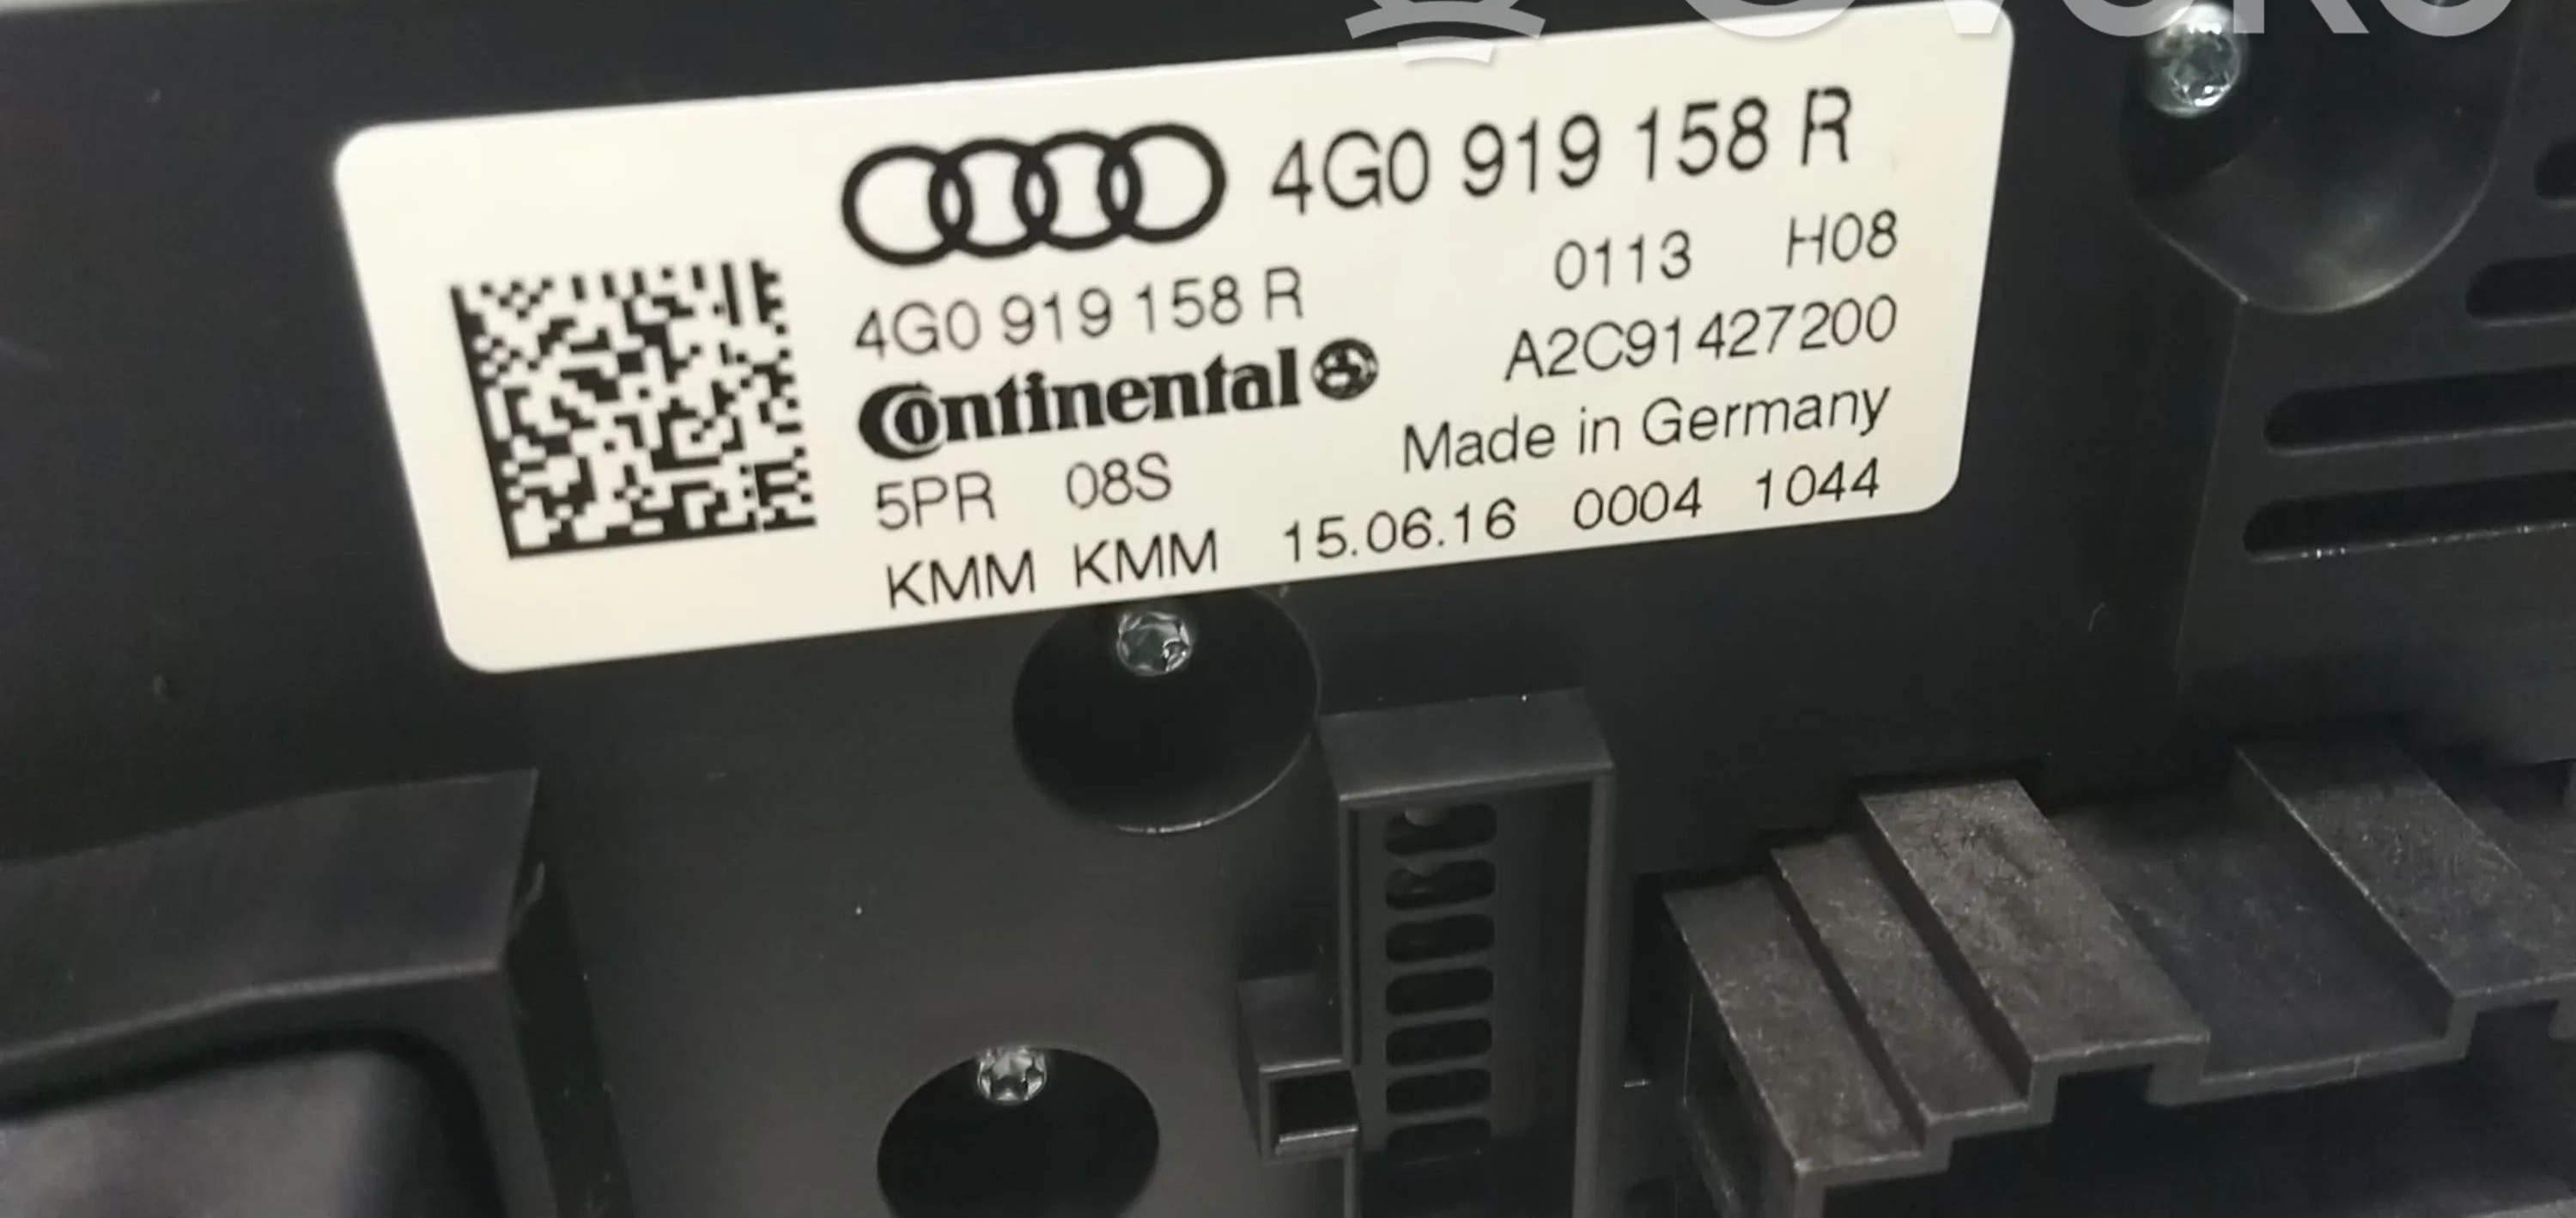 4G0 919 158 R
4G0 919 158 R 0113 H08
Continental A2C91427200
5PR 08S Made in Germany
KMM KMM 15.06.16 0004 1044